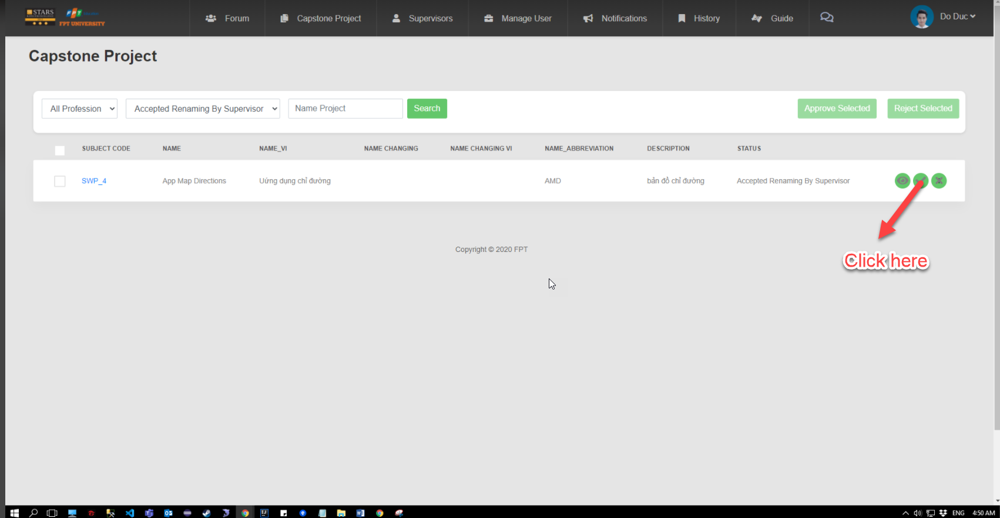 STARS
FPT
FPT UNIVERSITY
Forum
Capstone Project
Supervisors
Manage User
Notifications
History
Guide
Do Duc
Capstone Project
All Profession
Accepted Renaming By Supervisor
Name Project
Search
Approve Selected
Reject Selected
SUBJECT CODE
NAME
NAME_VI
NAME CHANGING
NAME CHANGING VI
NAME_ABBREVIATION
DESCRIPTION
STATUS
SWP_4
App Map Directions
Uứng dụng chỉ đường
AMD
bản đồ chỉ đường
Accepted Renaming By Supervisor
Click here
Copyright © 2020 FPT
ENG
4:50 AM